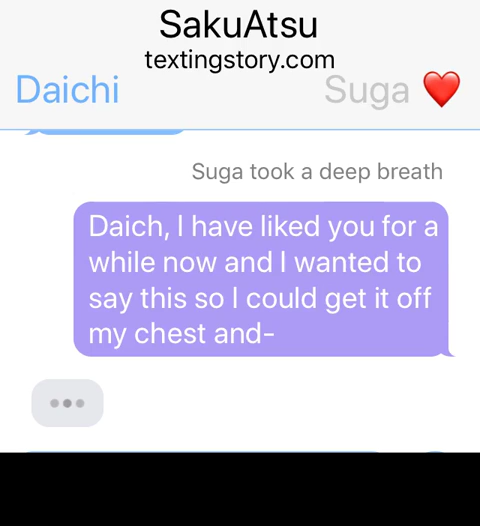 SakuAtsu
textingstory.com
Daichi Suga ❤️
Suga took a deep breath
Daich, I have liked you for a
while now and I wanted to
say this so I could get it off
my chest and-